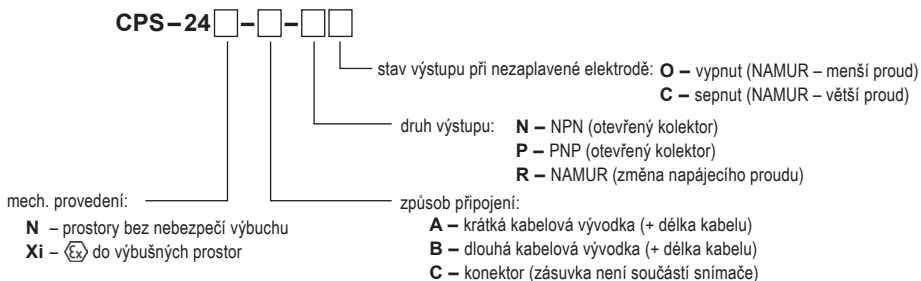 CPS–24 – –
stav výstupu při nezaplavené elektrodě: O – vypnut (NAMUR – menší proud)
C – sepnut (NAMUR – větší proud)
druh výstupu: N – NPN (otevřený kolektor)
P – PNP (otevřený kolektor)
R – NAMUR (změna napájecího proudu)
mech. provedení:
N – prostory bez nebezpečí výbuchu
Xi – Ex do výbušných prostor
způsob připojení:
A – krátká kabelová vývodka (+ délka kabelu)
B – dlouhá kabelová vývodka (+ délka kabelu)
C – konektor (zásuvka není součástí snímače)